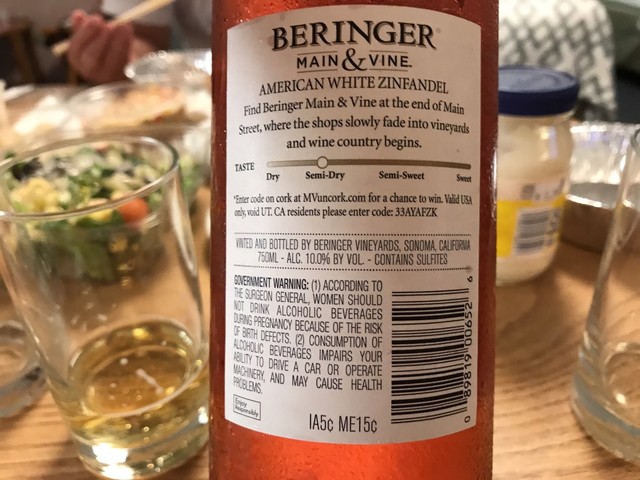 BERINGER
MAIN & VINE
AMERICAN WHITE ZINFANDEL
Find Beringer Main & Vine at the end of Main
Street, where the shops slowly fade into vineyards
and wine country begins.
TASTE
Dry Semi-Dry Semi-Sweet Sweet
*Enter code on cork at MVuncork.com for a chance to win. Valid USA
only, void UT. CA residents please enter code: 33AYAFZK
VINTED AND BOTTLED BY BERINGER VINEYARDS, SONOMA, CALIFORNIA
750ML - ALC. 10.0% BY VOL. - CONTAINS SULFITES
GOVERNMENT WARNING: (1) ACCORDING TO
THE SURGEON GENERAL, WOMEN SHOULD
NOT DRINK ALCOHOLIC BEVERAGES
DURING PREGNANCY BECAUSE OF THE RISK
OF BIRTH DEFECTS. (2) CONSUMPTION OF
ALCOHOLIC BEVERAGES IMPAIRS YOUR
ABILITY TO DRIVE A CAR OR OPERATE
MACHINERY, AND MAY CAUSE HEALTH
PROBLEMS.
Enjoy
Responsibly
IA5¢ ME15¢
0 89819 00652 6